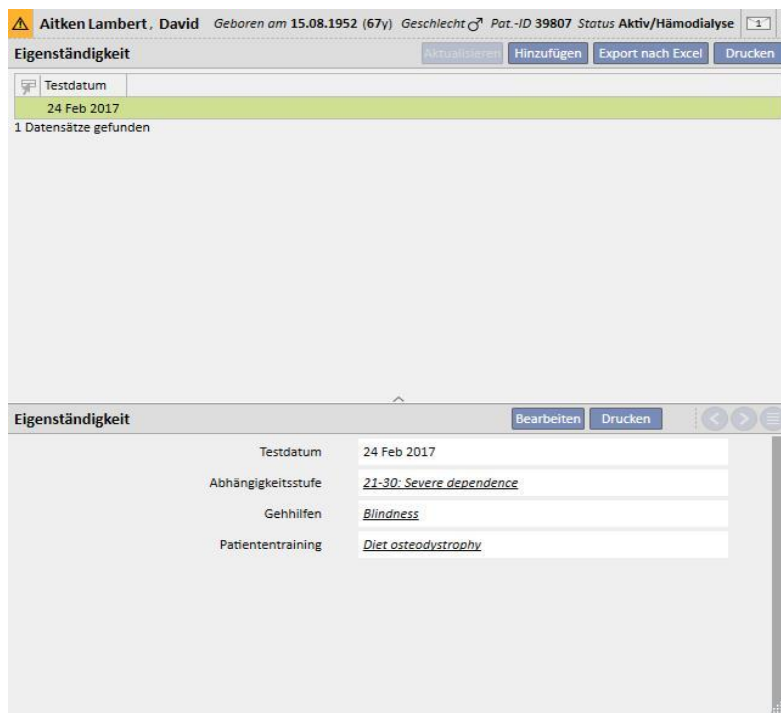 Aitken Lambert, David Geboren am 15.08.1952 (67y) Geschlecht Pat.-ID 39807 Status Aktiv/Hämodialyse 1
Eigenständigkeit Aktualisieren Hinzufügen Export nach Excel Drucken
Testdatum
24 Feb 2017
1 Datensätze gefunden
Eigenständigkeit Bearbeiten Drucken
Testdatum 24 Feb 2017
Abhängigkeitsstufe 21-30: Severe dependence
Gehhilfen Blindness
Patiententraining Diet osteodystrophy